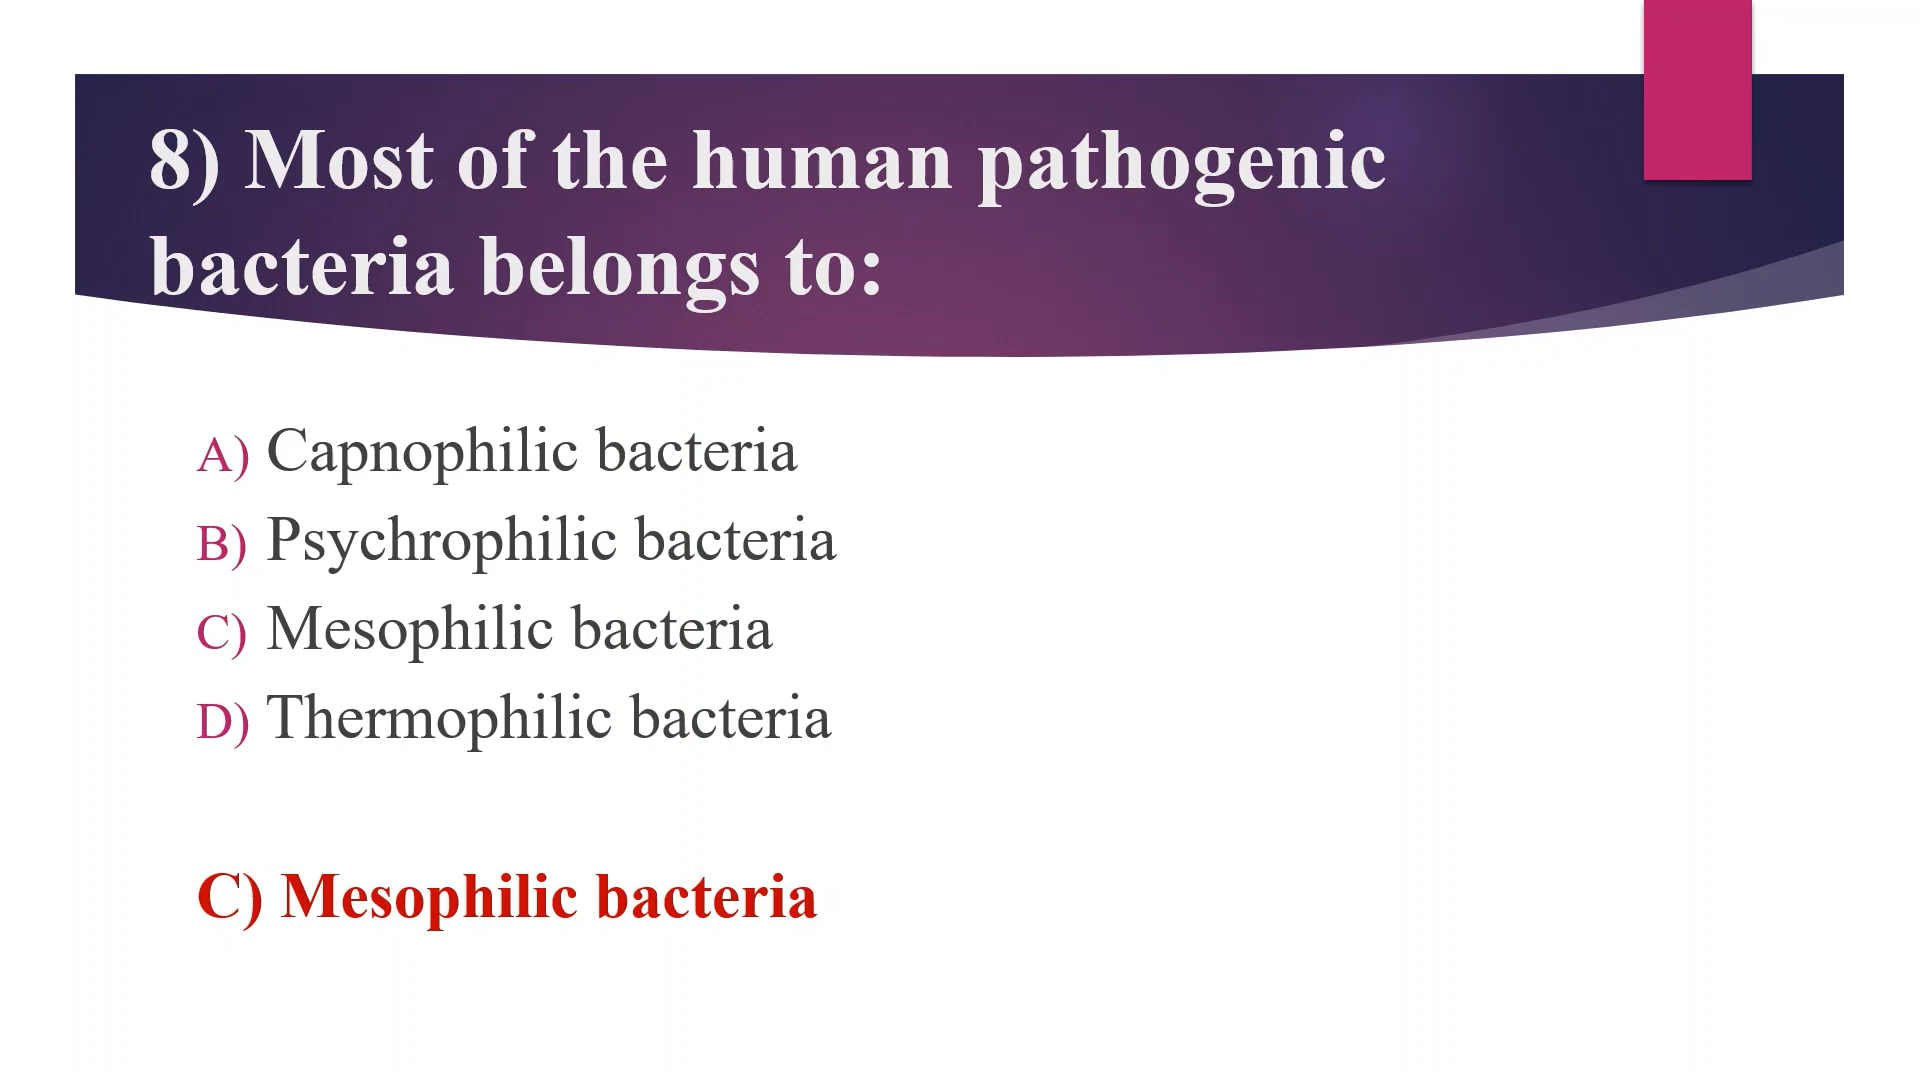 8) Most of the human pathogenic
bacteria belongs to:
A) Capnophilic bacteria
B) Psychrophilic bacteria
C) Mesophilic bacteria
D) Thermophilic bacteria
C) Mesophilic bacteria